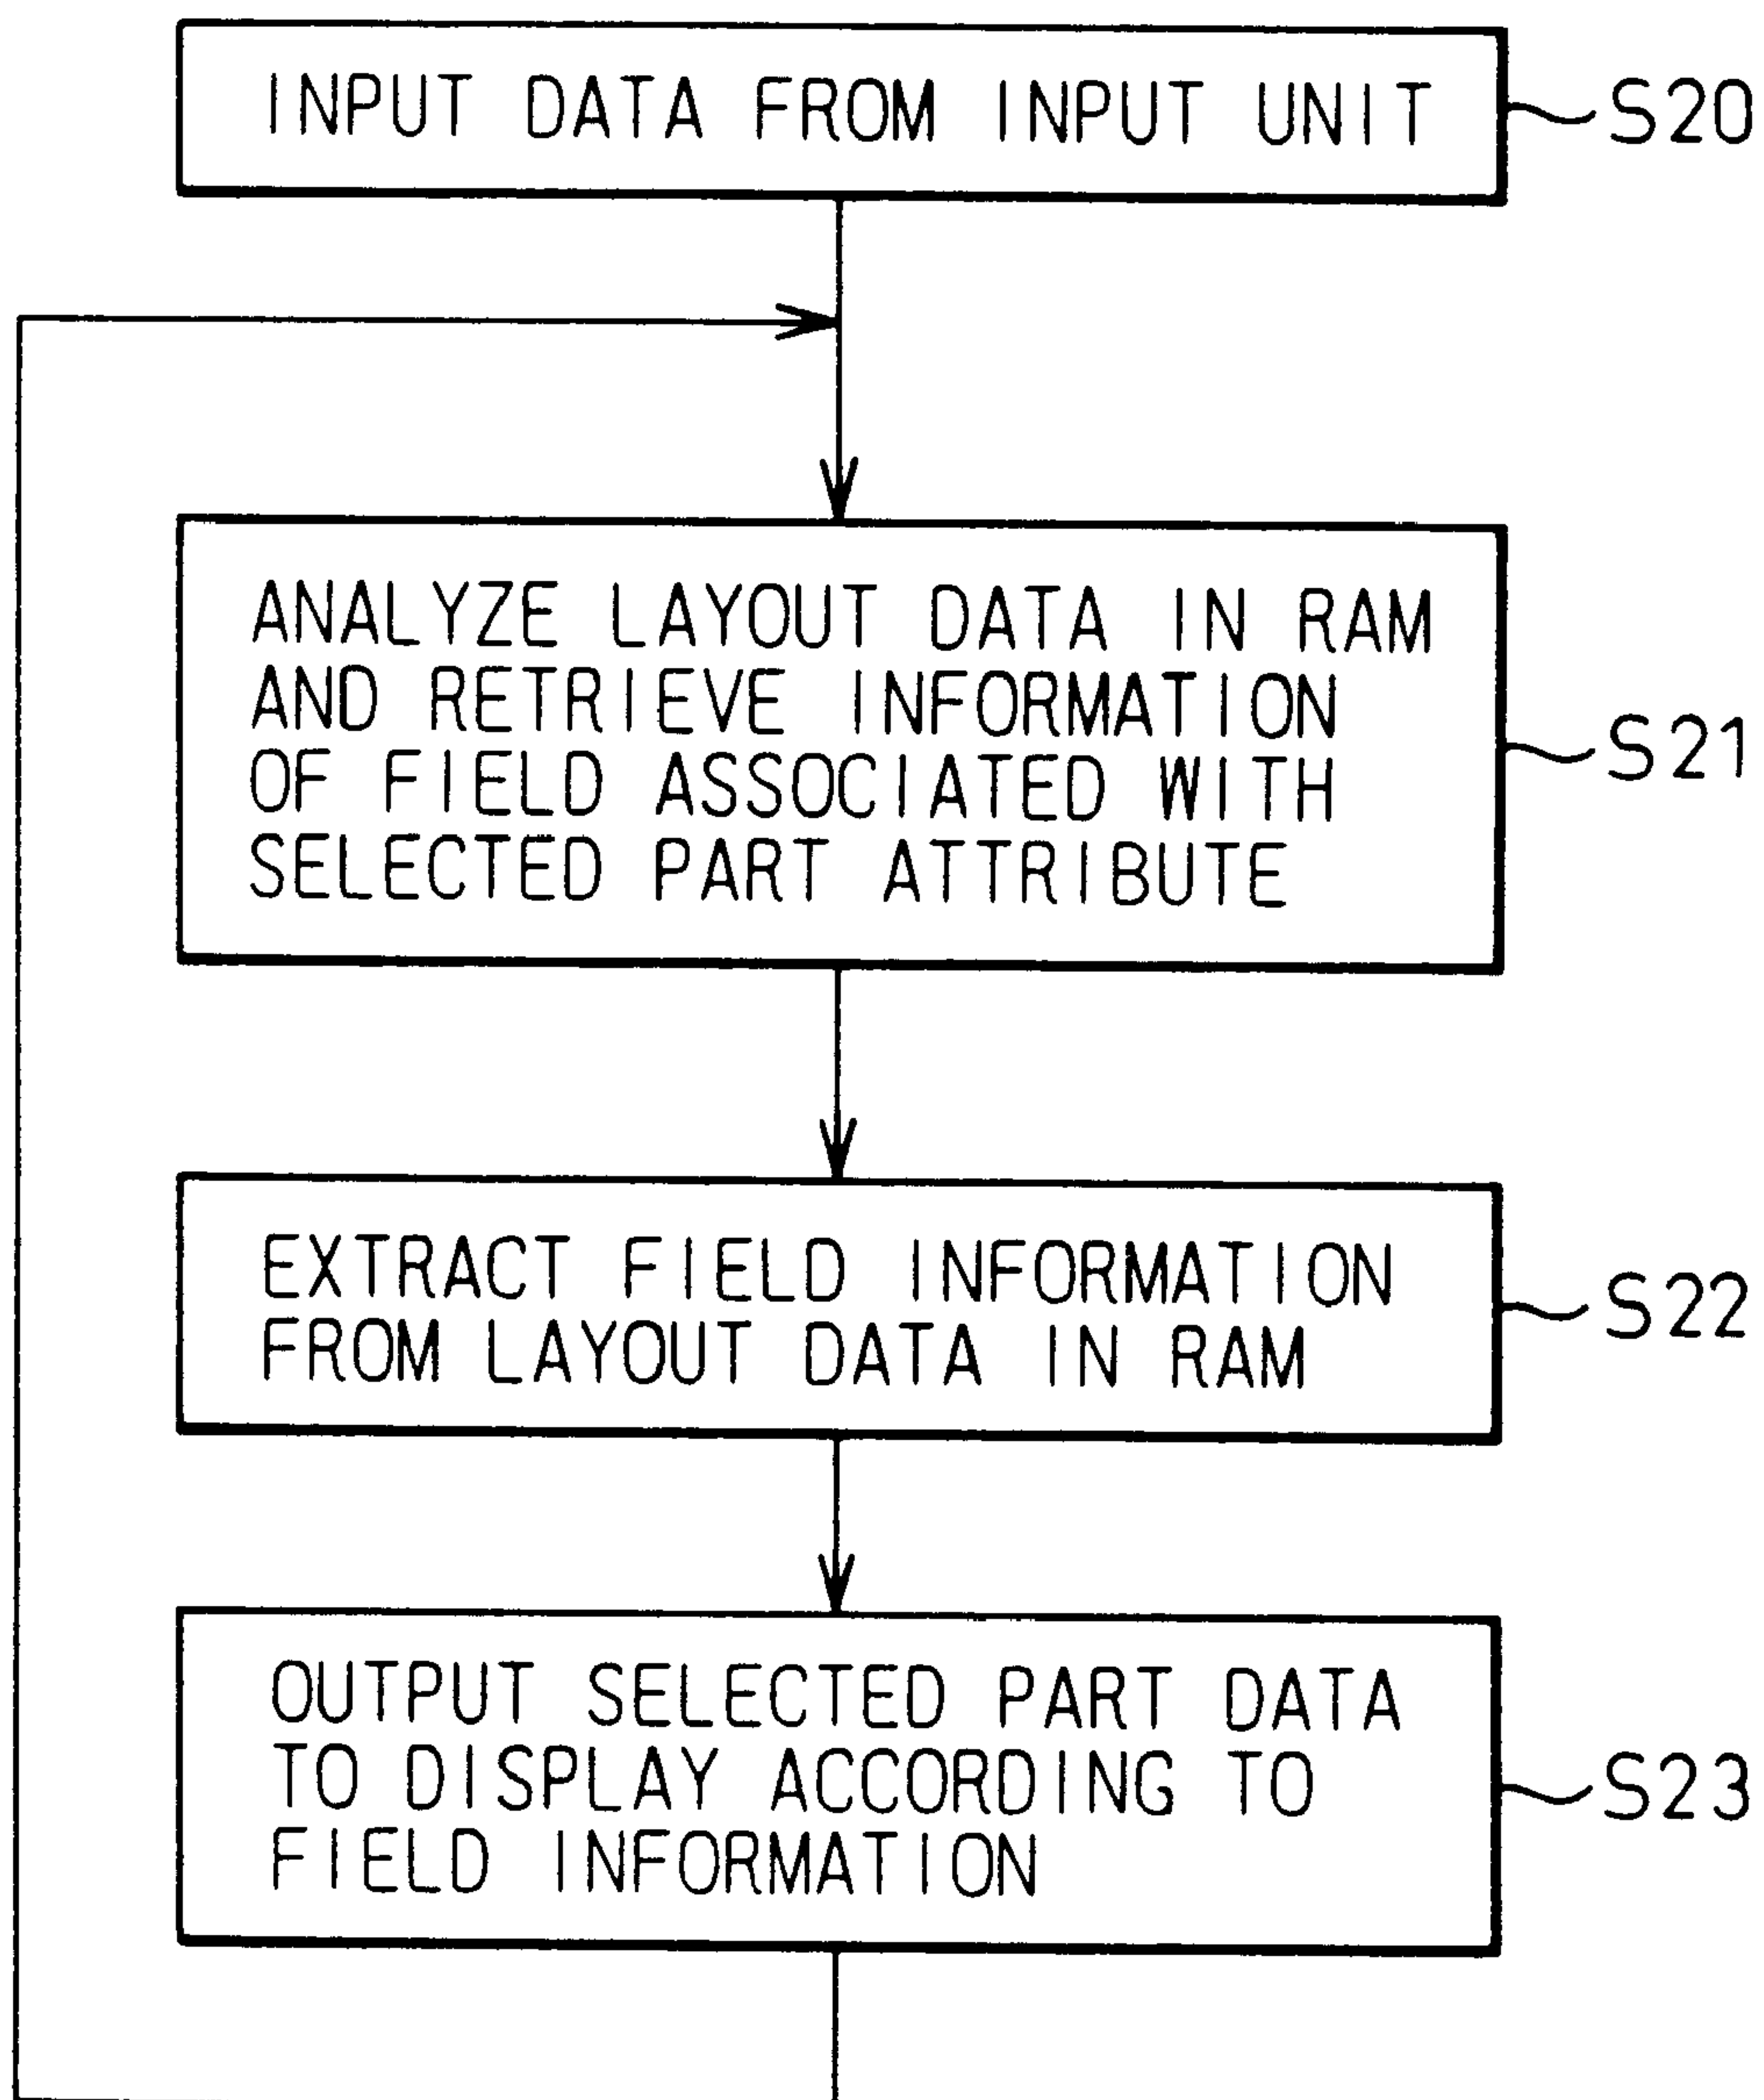 INPUT DATA FROM INPUT UNIT
S20
ANALYZE LAYOUT DATA IN RAM
AND RETRIEVE INFORMATION
OF FIELD ASSOCIATED WITH
SELECTED PART ATTRIBUTE
S21
EXTRACT FIELD INFORMATION
FROM LAYOUT DATA IN RAM
S22
OUTPUT SELECTED PART DATA
TO DISPLAY ACCORDING TO
FIELD INFORMATION
S23